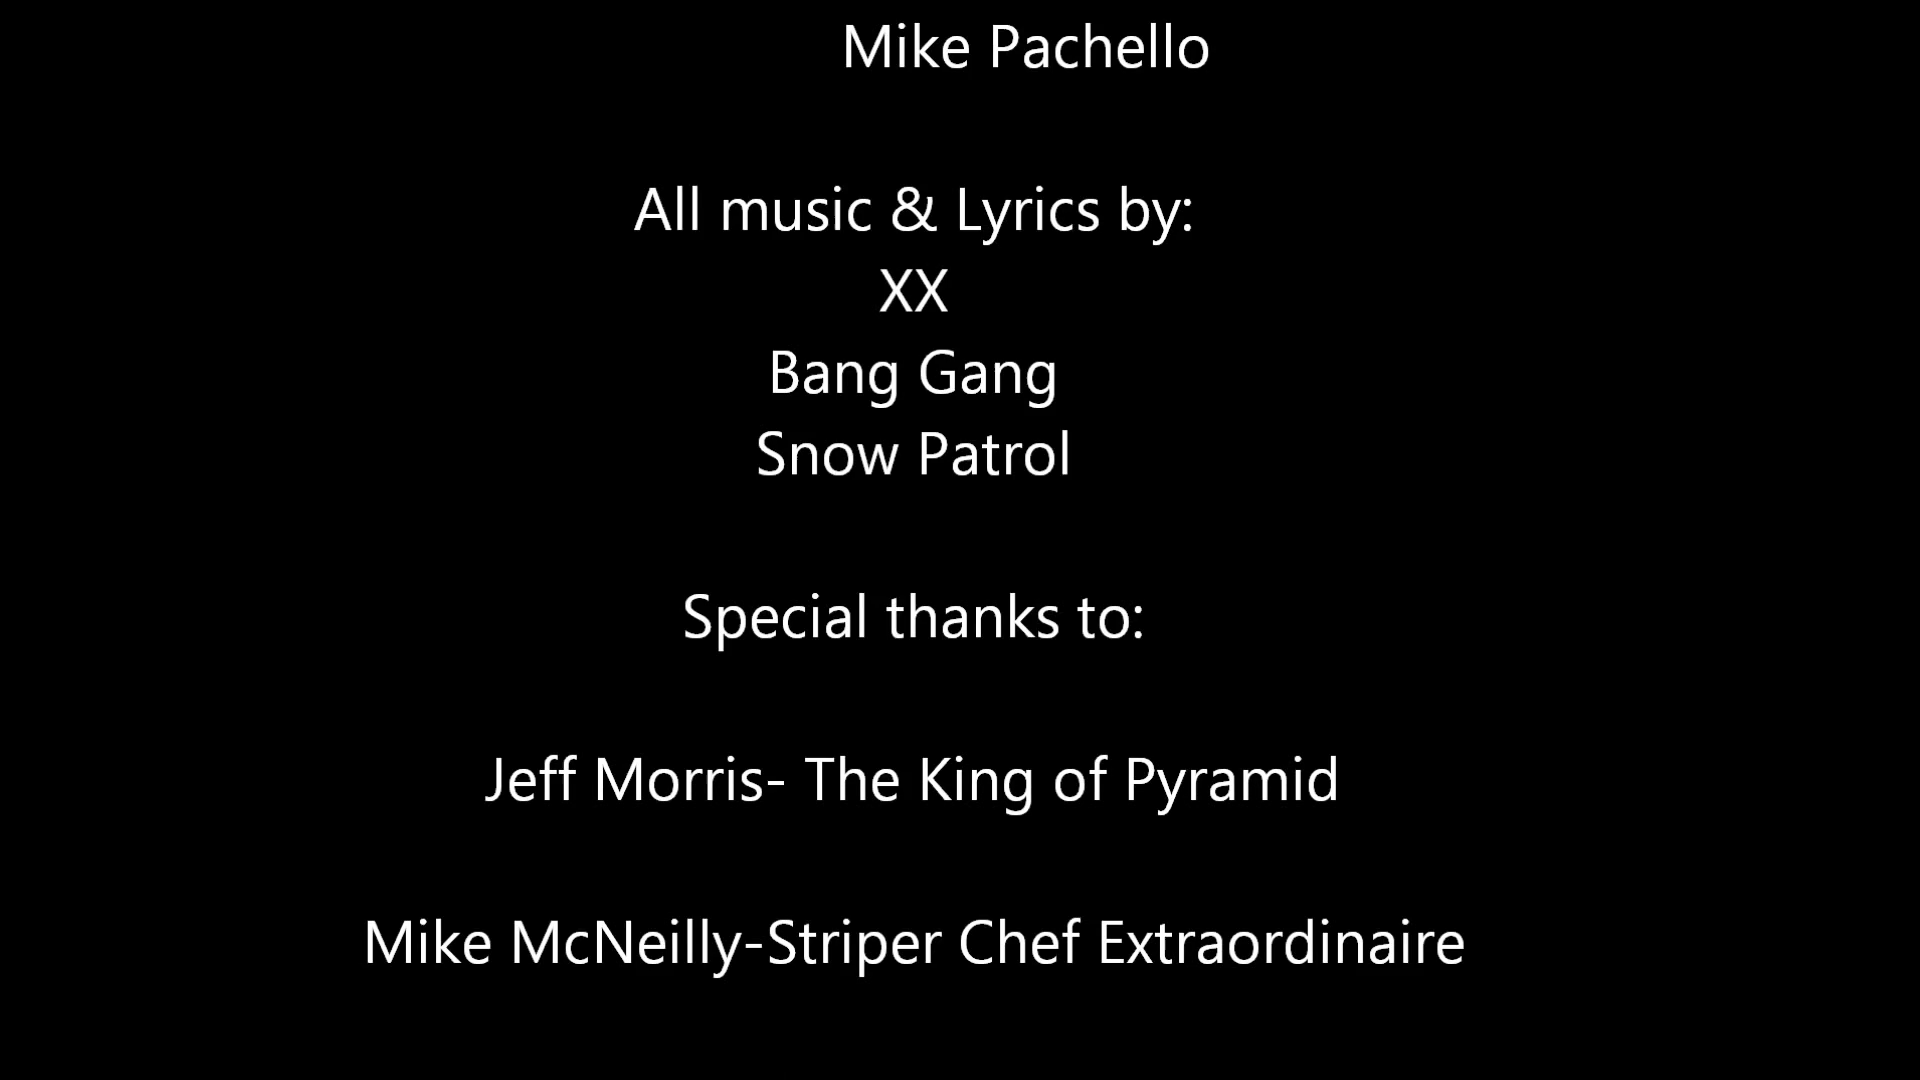 Mike Pachello
All music & Lyrics by:
XX
Bang Gang
Snow Patrol
Special thanks to:
Jeff Morris- The King of Pyramid
Mike McNeilly-Striper Chef Extraordinaire